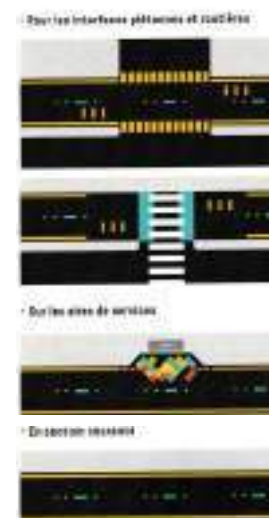 - Pour les interfaces piétonnes et routières
- Sur les aires de services
- En section courante